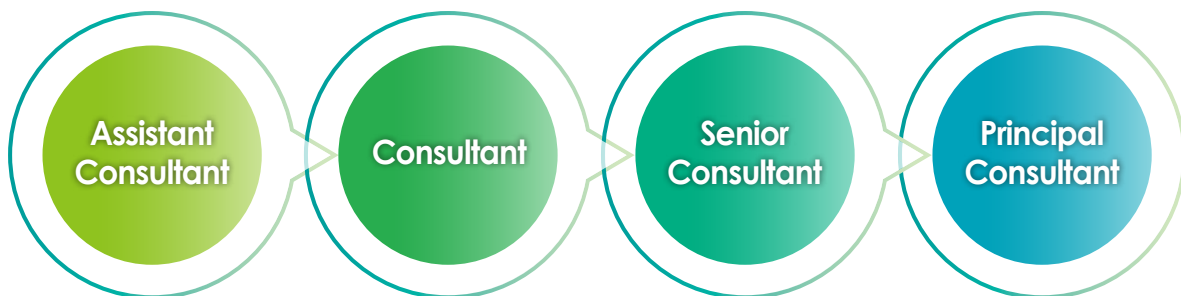 Assistant
Consultant
Consultant
Senior
Consultant
Principal
Consultant